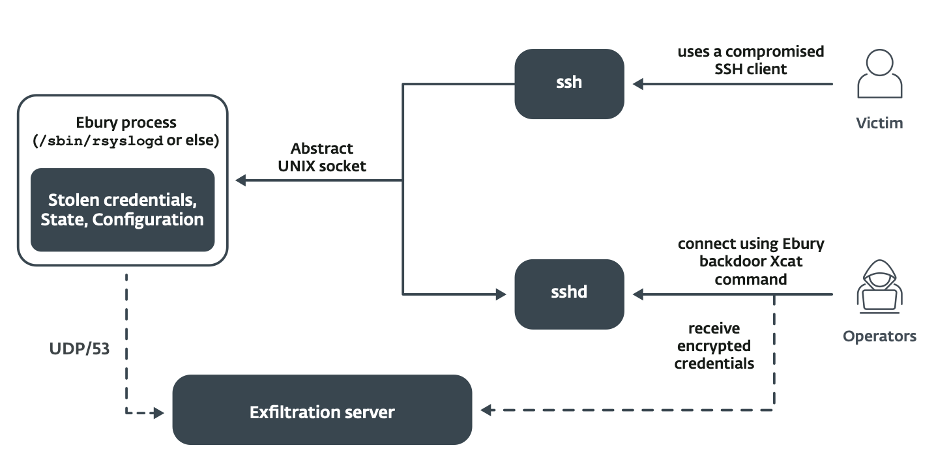 uses a compromised
SSH client
ssh
Victim
Ebury process
(/sbin/rsyslogd or else)
Abstract
UNIX socket
Stolen credentials,
State, Configuration
connect using Ebury
backdoor Xcat
command
sshd
Operators
receive
encrypted
credentials
UDP/53
Exfiltration server